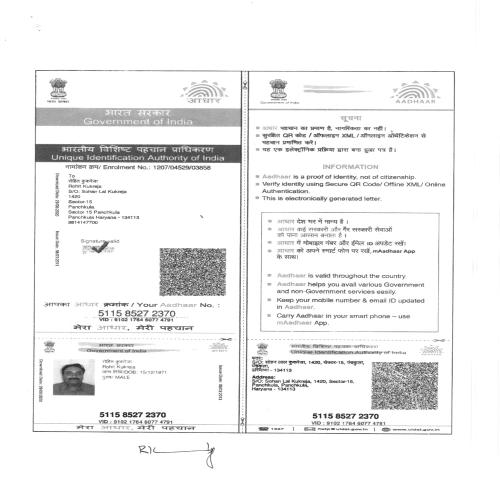 आधार
भारत सरकार
Government of India
भारतीय विशिष्ट पहचान प्राधिकरण
Unique Identification Authority of India
नामांकन क्रम/ Enrolment No.: 1207/04529/03658
To
रोहित कुकरेजा
Rohit Kukreja
S/O: Sohan Lal Kukreja
1420
Sector-15
Panchkula
Sector 15 Panchkula
Panchkula Haryana - 134113
9814147700
Signature valid
आपका आधार क्रमांक / Your Aadhaar No. :
5115 8527 2370
VID : 9102 1764 6077 4791
मेरा आधार, मेरी पहचान
भारत सरकार
Government of India
रोहित कुकरेजा
Rohit Kukreja
जन्म तिथि/DOB: 15/12/1971
पुरुष/ MALE
5115 8527 2370
VID : 9102 1764 6077 4791
मेरा आधार, मेरी पहचान
Government of India
AADHAAR
सूचना
आधार पहचान का प्रमाण है, नागरिकता का नहीं।
सुरक्षित QR कोड / ऑफलाइन XML / ऑनलाइन ऑथेंटिकेशन से
पहचान प्रमाणित करें।
यह एक इलेक्ट्रॉनिक प्रक्रिया द्वारा बना हुआ पत्र है।
INFORMATION
Aadhaar is a proof of identity, not of citizenship.
Verify identity using Secure QR Code/ Offline XML/ Online
Authentication.
This is electronically generated letter.
आधार देश भर में मान्य है।
आधार कई सरकारी और गैर सरकारी सेवाओं
को पाना आसान बनाता है।
आधार में मोबाइल नंबर और ईमेल ID अपडेट रखें।
आधार को अपने स्मार्ट फोन पर रखें, mAadhaar App
के साथ।
Aadhaar is valid throughout the country.
Aadhaar helps you avail various Government
and non-Government services easily.
Keep your mobile number & email ID updated
in Aadhaar.
Carry Aadhaar in your smart phone – use
mAadhaar App.
भारतीय विशिष्ट पहचान प्राधिकरण
Unique Identification Authority of India
पता:
S/O: सोहन लाल कुकरेजा, 1420, सेक्टर-15, पंचकुला,
हरियाणा - 134113
Address:
S/O: Sohan Lal Kukreja, 1420, Sector-15,
Panchkula, Panchkula,
Haryana - 134113
5115 8527 2370
VID : 9102 1764 6077 4791
1947
help@uidai.gov.in
www.uidai.gov.in